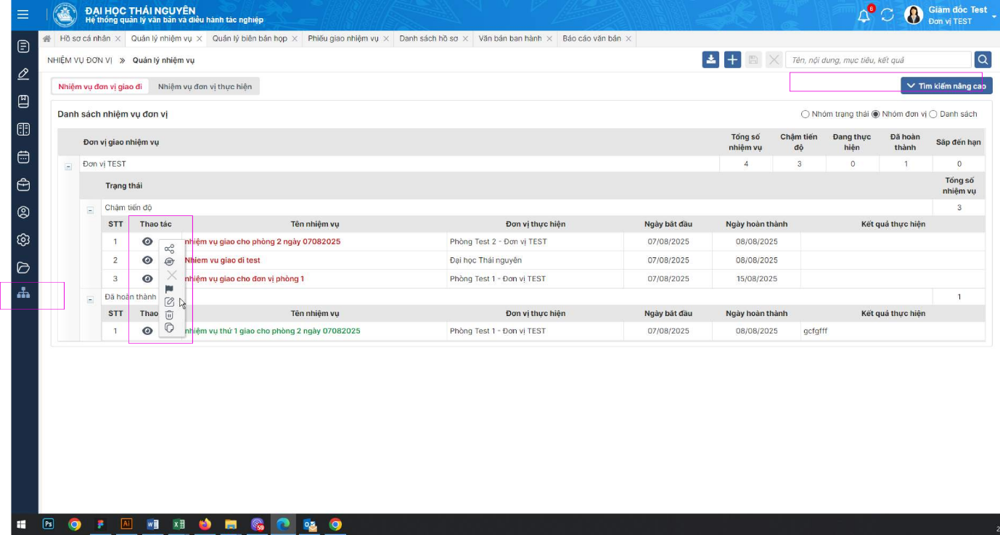 ĐẠI HỌC THÁI NGUYÊN
Hệ thống quản lý văn bản và điều hành tác nghiệp
6
Giám đốc Test
Đơn vị TEST
Hồ sơ cá nhân
Quản lý nhiệm vụ
Quản lý biên bản họp
Phiếu giao nhiệm vụ
Danh sách hồ sơ
Văn bản ban hành
Báo cáo văn bản
NHIỆM VỤ ĐƠN VỊ » Quản lý nhiệm vụ
Tên, nội dung, mục tiêu, kết quả
Nhiệm vụ đơn vị giao đi
Nhiệm vụ đơn vị thực hiện
Tìm kiếm nâng cao
Danh sách nhiệm vụ đơn vị
Nhóm trạng thái
Nhóm đơn vị
Danh sách
Đơn vị giao nhiệm vụ
Tổng số nhiệm vụ
Chậm tiến độ
Đang thực hiện
Đã hoàn thành
Sắp đến hạn
Đơn vị TEST 4 3 0 1 0
Trạng thái
Tổng số nhiệm vụ
Chậm tiến độ 3
STT Thao tác Tên nhiệm vụ Đơn vị thực hiện Ngày bắt đầu Ngày hoàn thành Kết quả thực hiện
1 nhiệm vụ giao cho phòng 2 ngày 07082025 Phòng Test 2 - Đơn vị TEST 07/08/2025 08/08/2025
2 Nhiem vu giao di test Đại học Thái nguyên 07/08/2025 08/08/2025
3 nhiệm vụ giao cho đơn vị phòng 1 Phòng Test 1 - Đơn vị TEST 07/08/2025 15/08/2025
Đã hoàn thành 1
STT Thao Tên nhiệm vụ Đơn vị thực hiện Ngày bắt đầu Ngày hoàn thành Kết quả thực hiện
1 nhiệm vụ thứ 1 giao cho phòng 2 ngày 07082025 Phòng Test 1 - Đơn vị TEST 07/08/2025 08/08/2025 gcfgfff
Ps
Ai
59
2